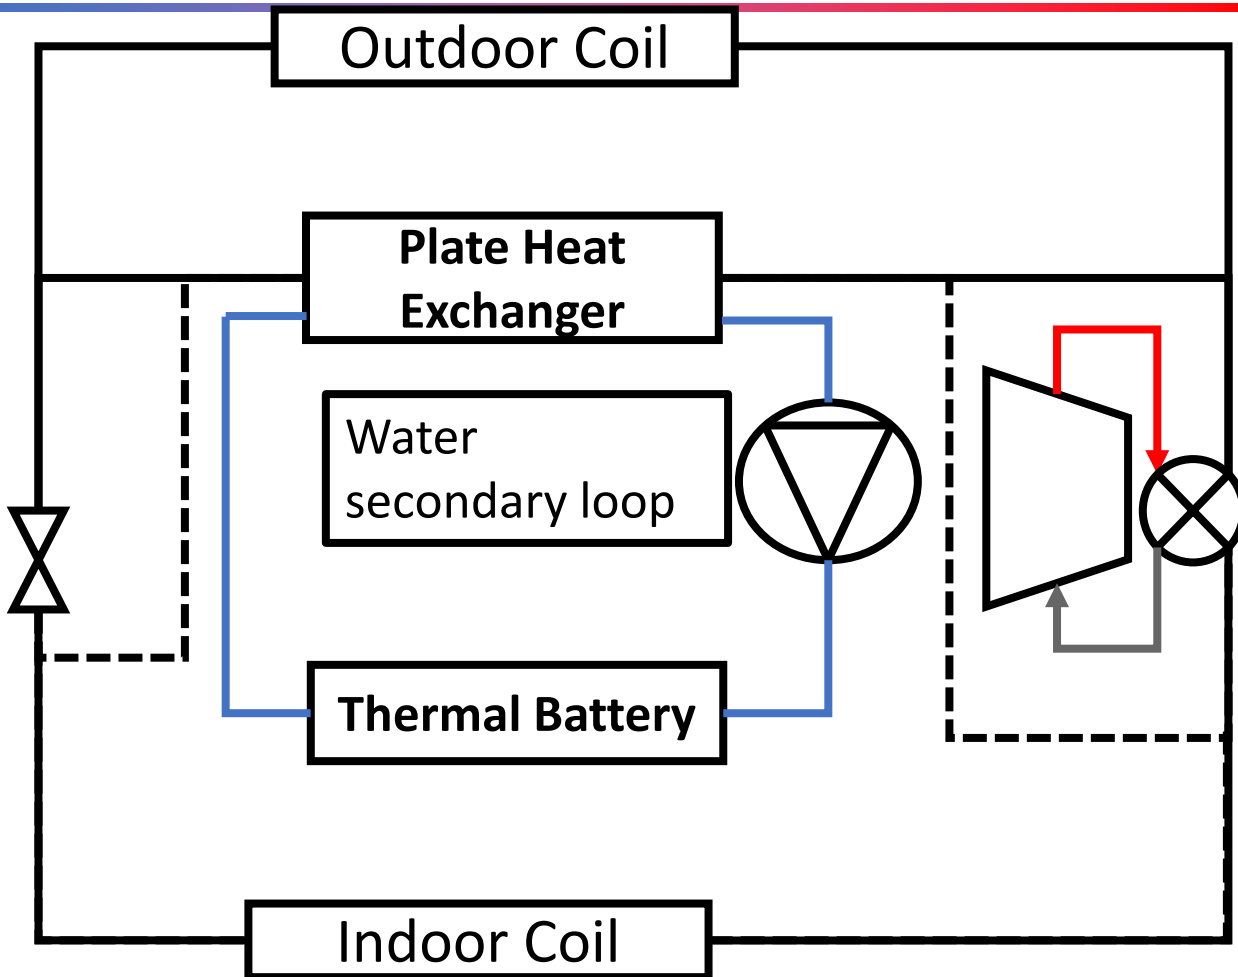 Outdoor Coil
Plate Heat
Exchanger
Water
secondary loop
Thermal Battery
Indoor Coil